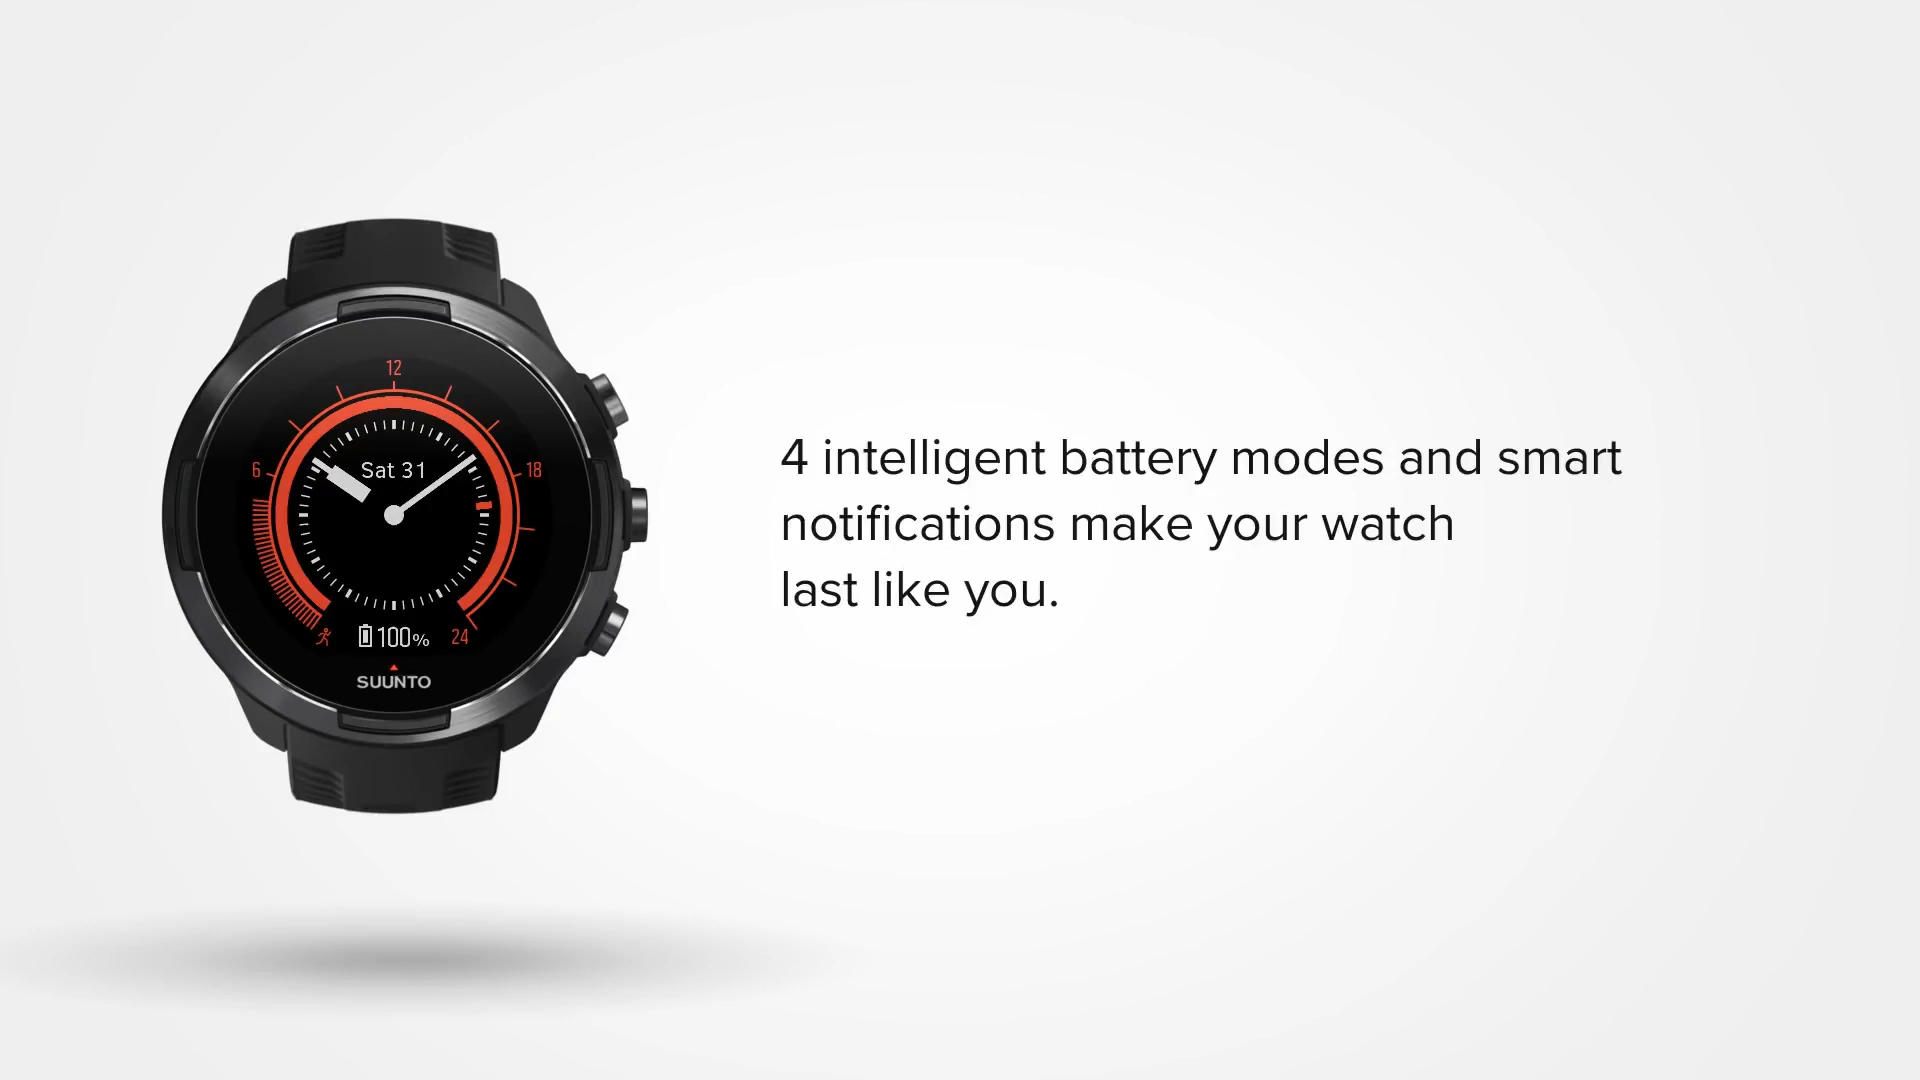 12
6
Sat 31
18
100%
24
SUUNTO
4 intelligent battery modes and smart
notifications make your watch
last like you.